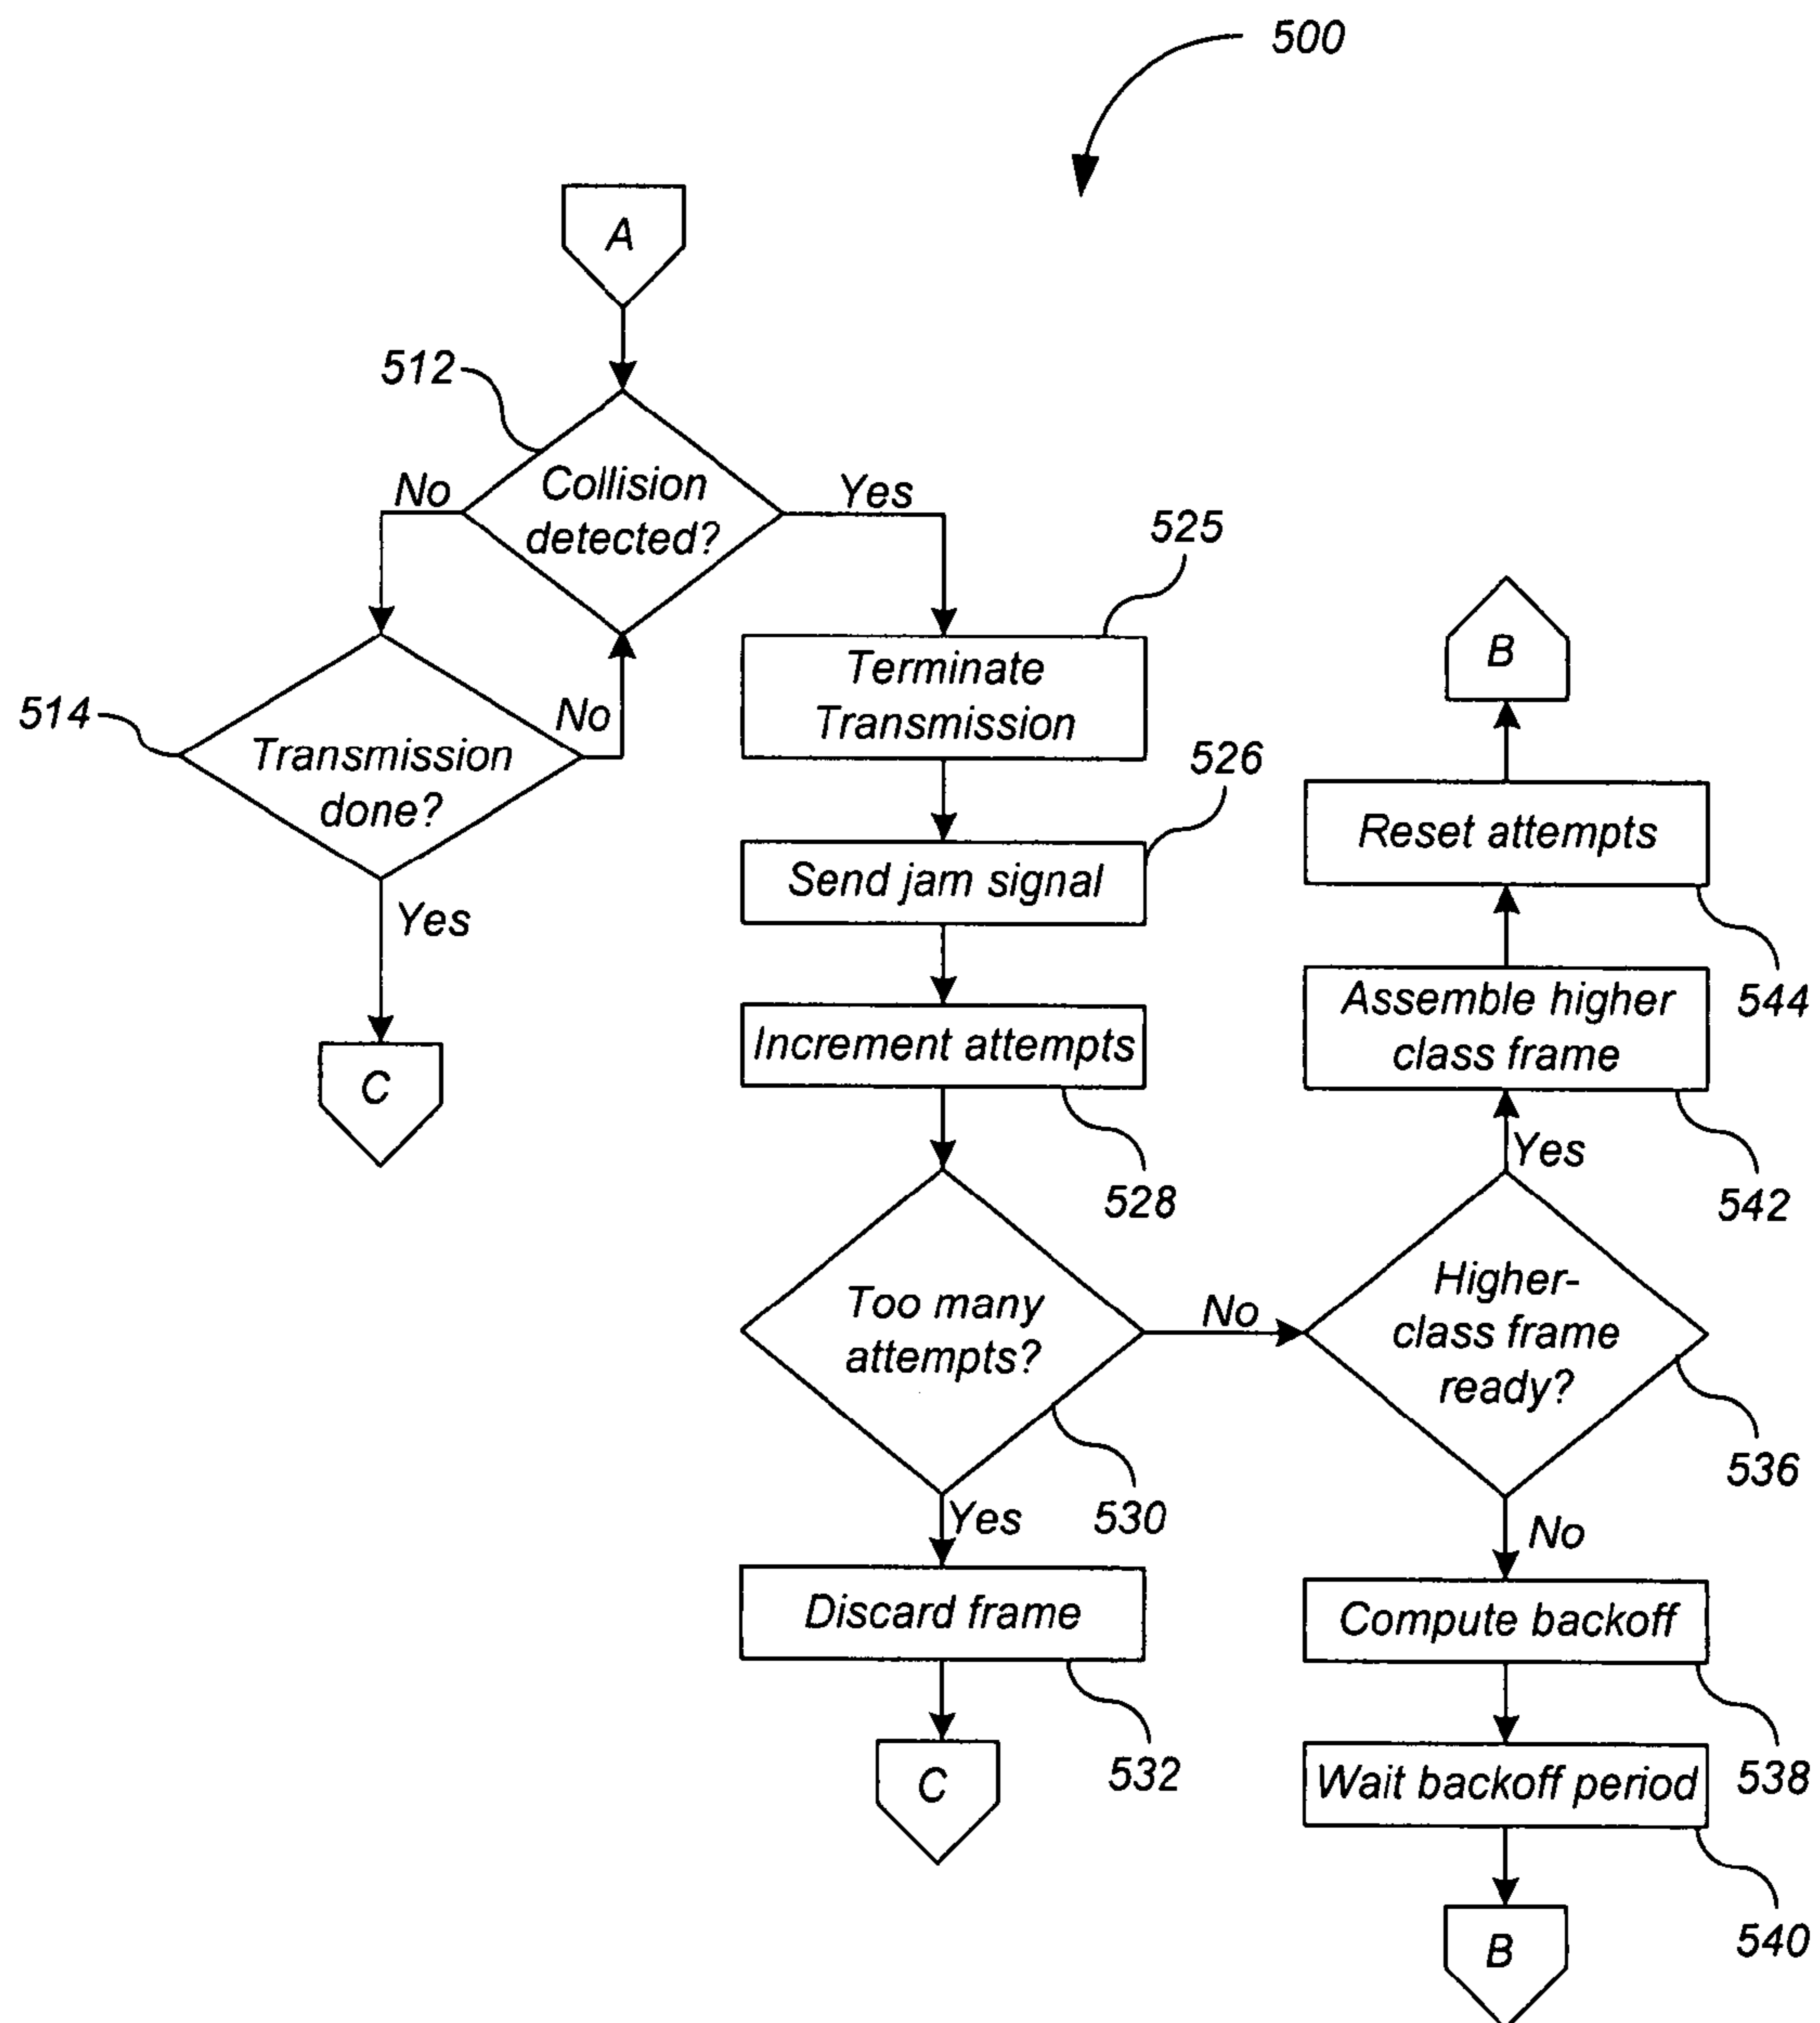 500
A
512
Collision
detected?
No
Yes
525
Terminate
Transmission
514
Transmission
done?
No
Yes
C
526
Send jam signal
Increment attempts
528
Too many
attempts?
530
No
Yes
Discard frame
532
C
B
Reset attempts
544
Assemble higher
class frame
542
Yes
Higher-
class frame
ready?
536
No
Compute backoff
538
Wait backoff period
540
B